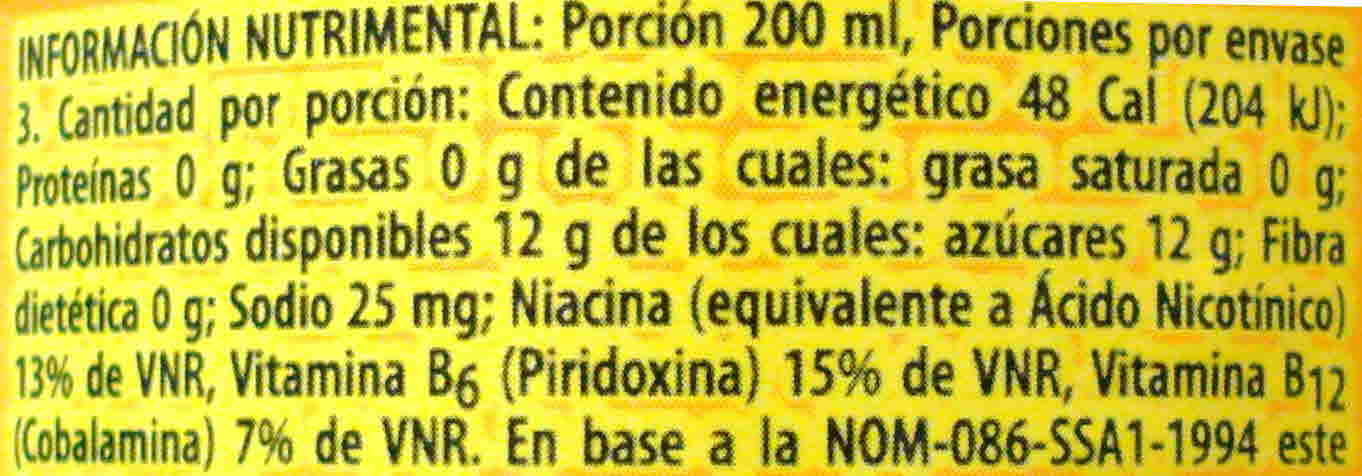 INFORMACIÓN NUTRIMENTAL: Porción 200 ml, Porciones por envase
3. Cantidad por porción: Contenido energético 48 Cal (204 kJ);
Proteínas 0 g; Grasas 0 g de las cuales: grasa saturada 0 g;
Carbohidratos disponibles 12 g de los cuales: azúcares 12 g; Fibra
dietética 0 g; Sodio 25 mg; Niacina (equivalente a Ácido Nicotínico)
13% de VNR, Vitamina B6 (Piridoxina) 15% de VNR, Vitamina B12
(Cobalamina) 7% de VNR. En base a la NOM-086-SSA1-1994 este